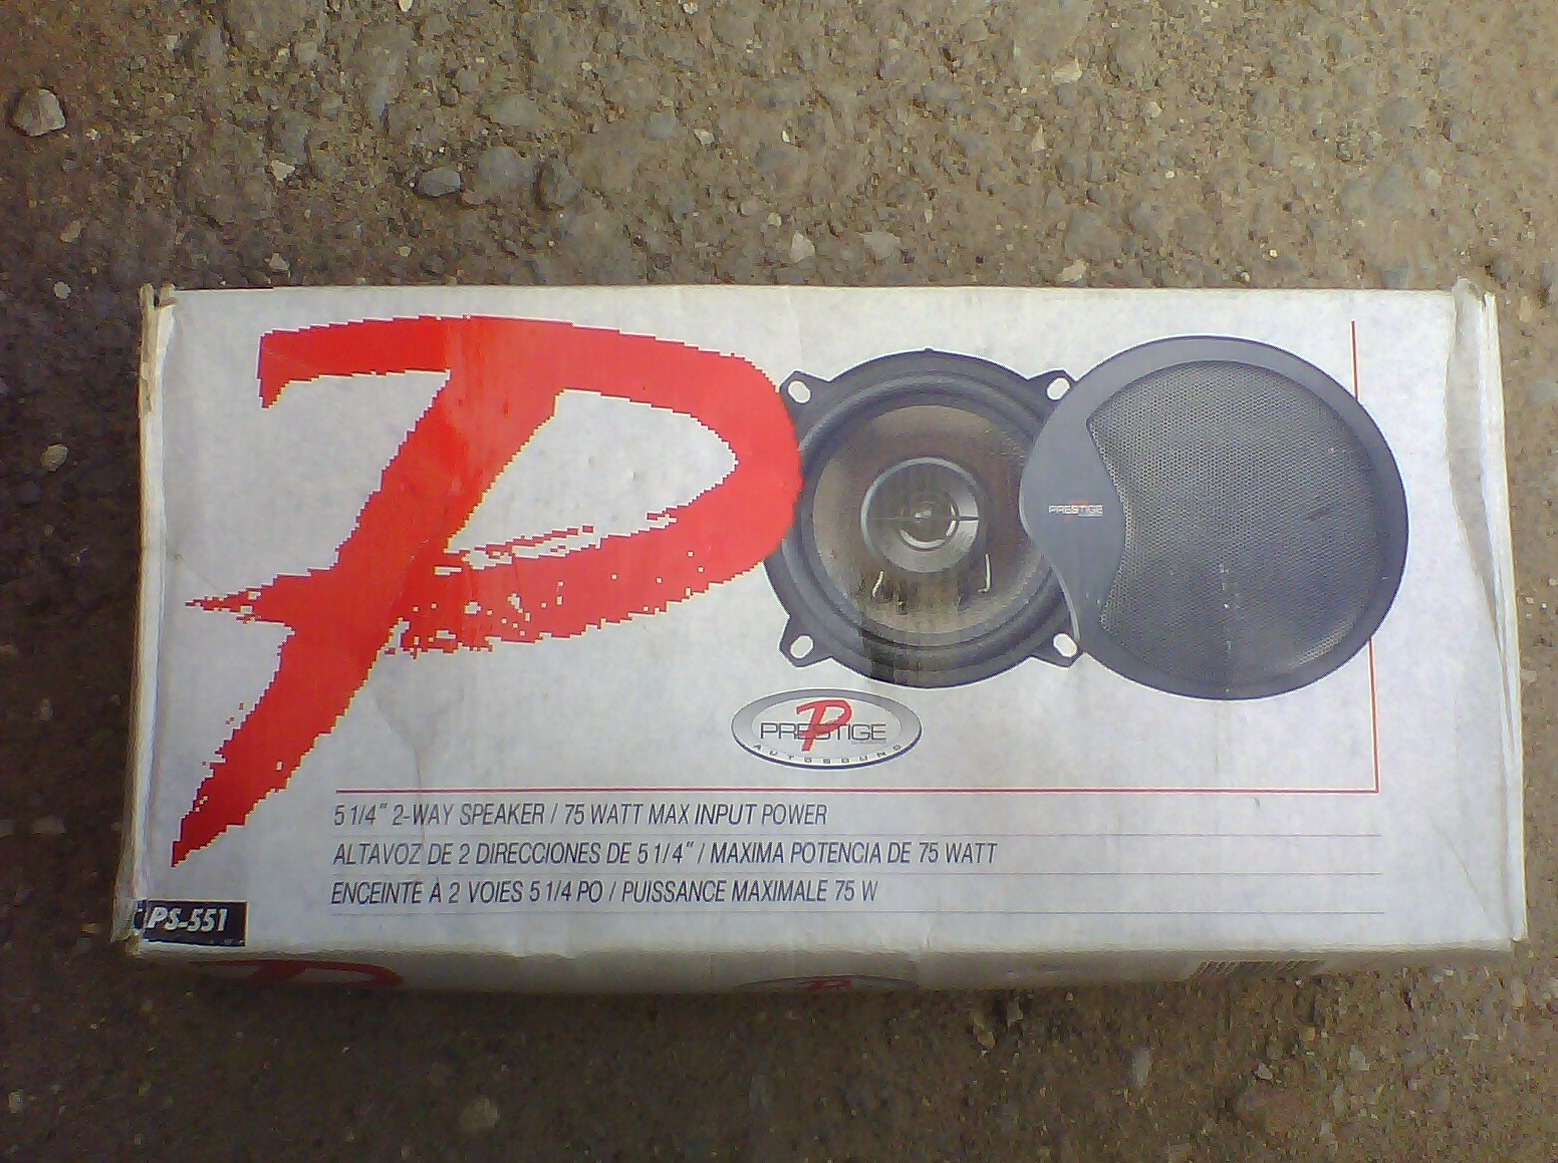 P
PRESTIGE
PRESTIGE
AUTOSOUND
5 1/4" 2-WAY SPEAKER / 75 WATT MAX INPUT POWER
ALTAVOZ DE 2 DIRECCIONES DE 5 1/4" / MAXIMA POTENCIA DE 75 WATT
ENCEINTE À 2 VOIES 5 1/4 PO / PUISSANCE MAXIMALE 75 W
PS-551